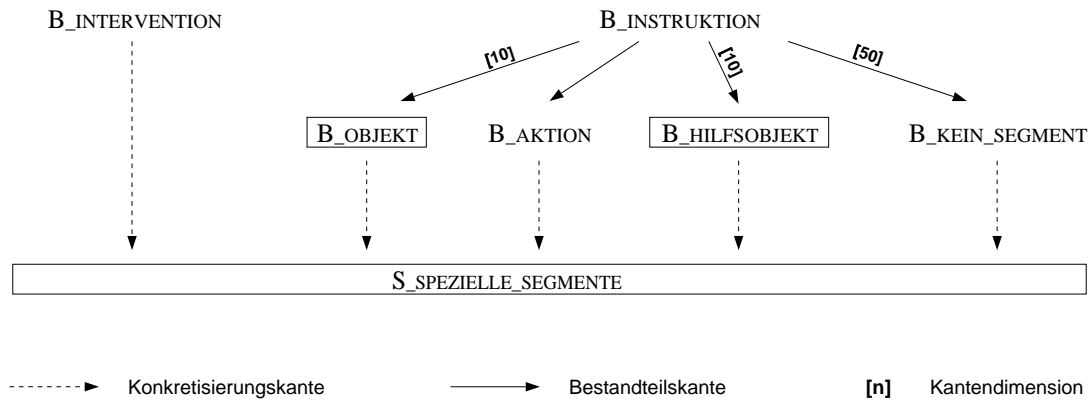 B_INTERVENTION B_INSTRUKTION
[10] [10] [50]
B_OBJEKT B_AKTION B_HILFSOBJEKT B_KEIN_SEGMENT
S_SPEZIELLE_SEGMENTE
Konkretisierungskante Bestandteilskante [n] Kantendimension